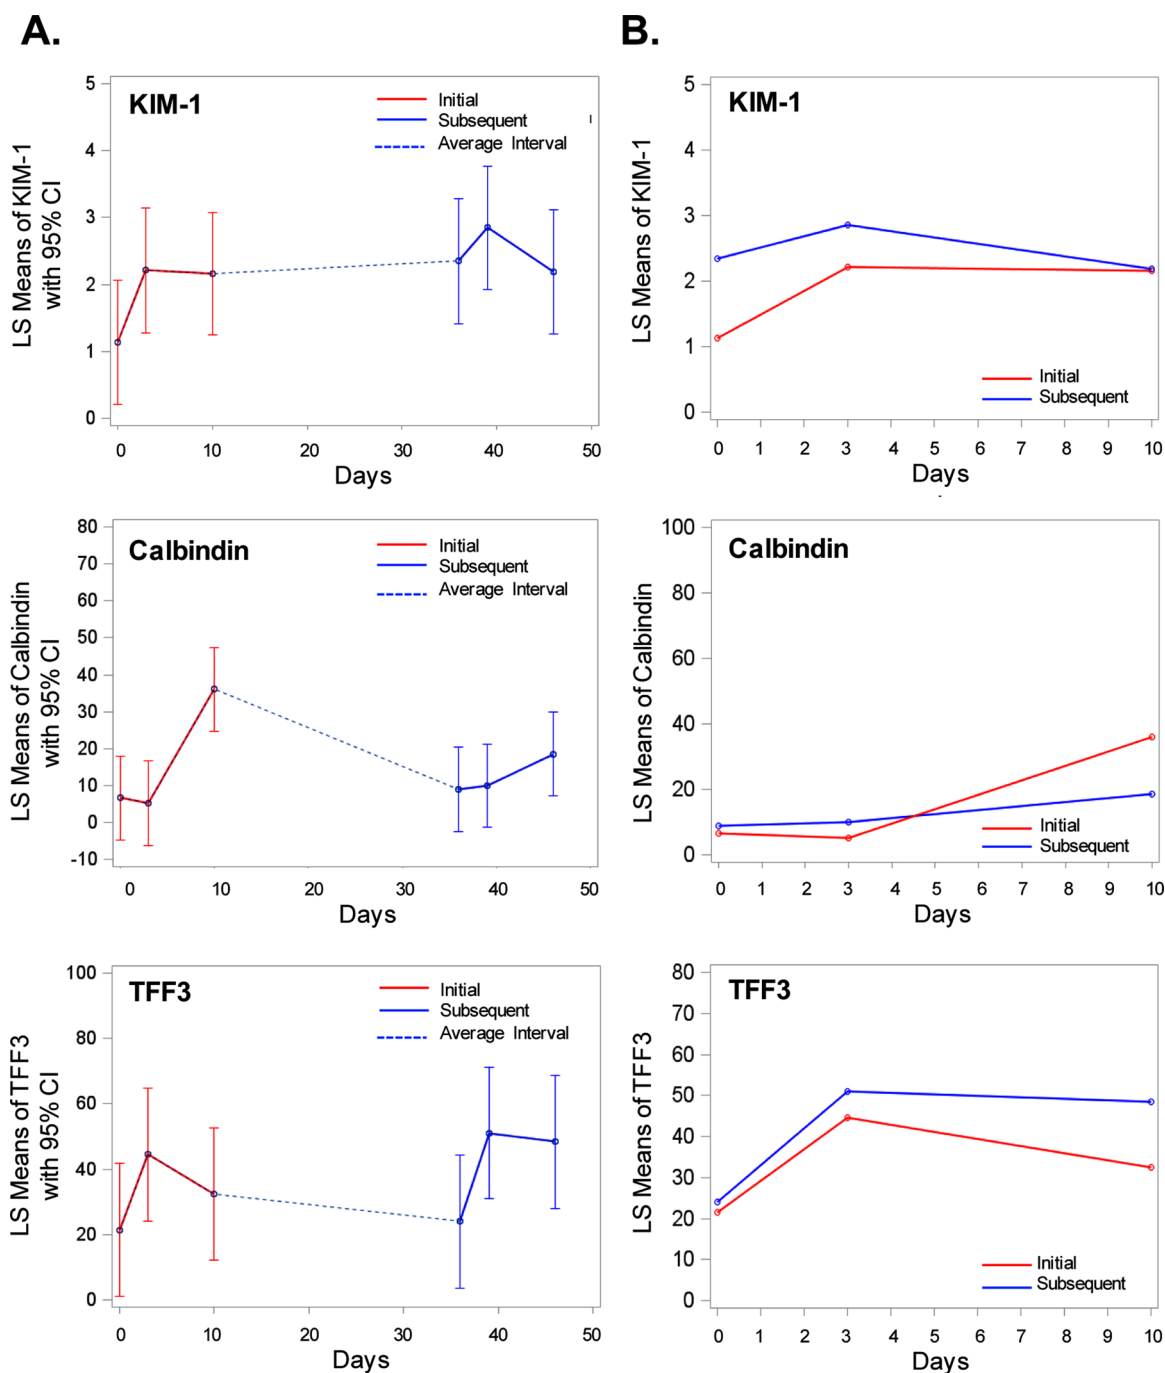 A.
B.
KIM-1
Initial
Subsequent
Average Interval
LS Means of KIM-1
with 95% CI
5
4
3
2
1
0
0 10 20 30 40 50
Days
KIM-1
LS Means of KIM-1
5
4
3
2
1
0
Initial
Subsequent
0 1 2 3 4 5 6 7 8 9 10
Days
Calbindin
Initial
Subsequent
Average Interval
LS Means of Calbindin
with 95% CI
80
70
60
50
40
30
20
10
0
-10
0 10 20 30 40 50
Days
Calbindin
LS Means of Calbindin
100
80
60
40
20
0
Initial
Subsequent
0 1 2 3 4 5 6 7 8 9 10
Days
TFF3
Initial
Subsequent
Average Interval
LS Means of TFF3
with 95% CI
100
80
60
40
20
0
0 10 20 30 40 50
Days
TFF3
LS Means of TFF3
80
70
60
50
40
30
20
10
0
Initial
Subsequent
0 1 2 3 4 5 6 7 8 9 10
Days